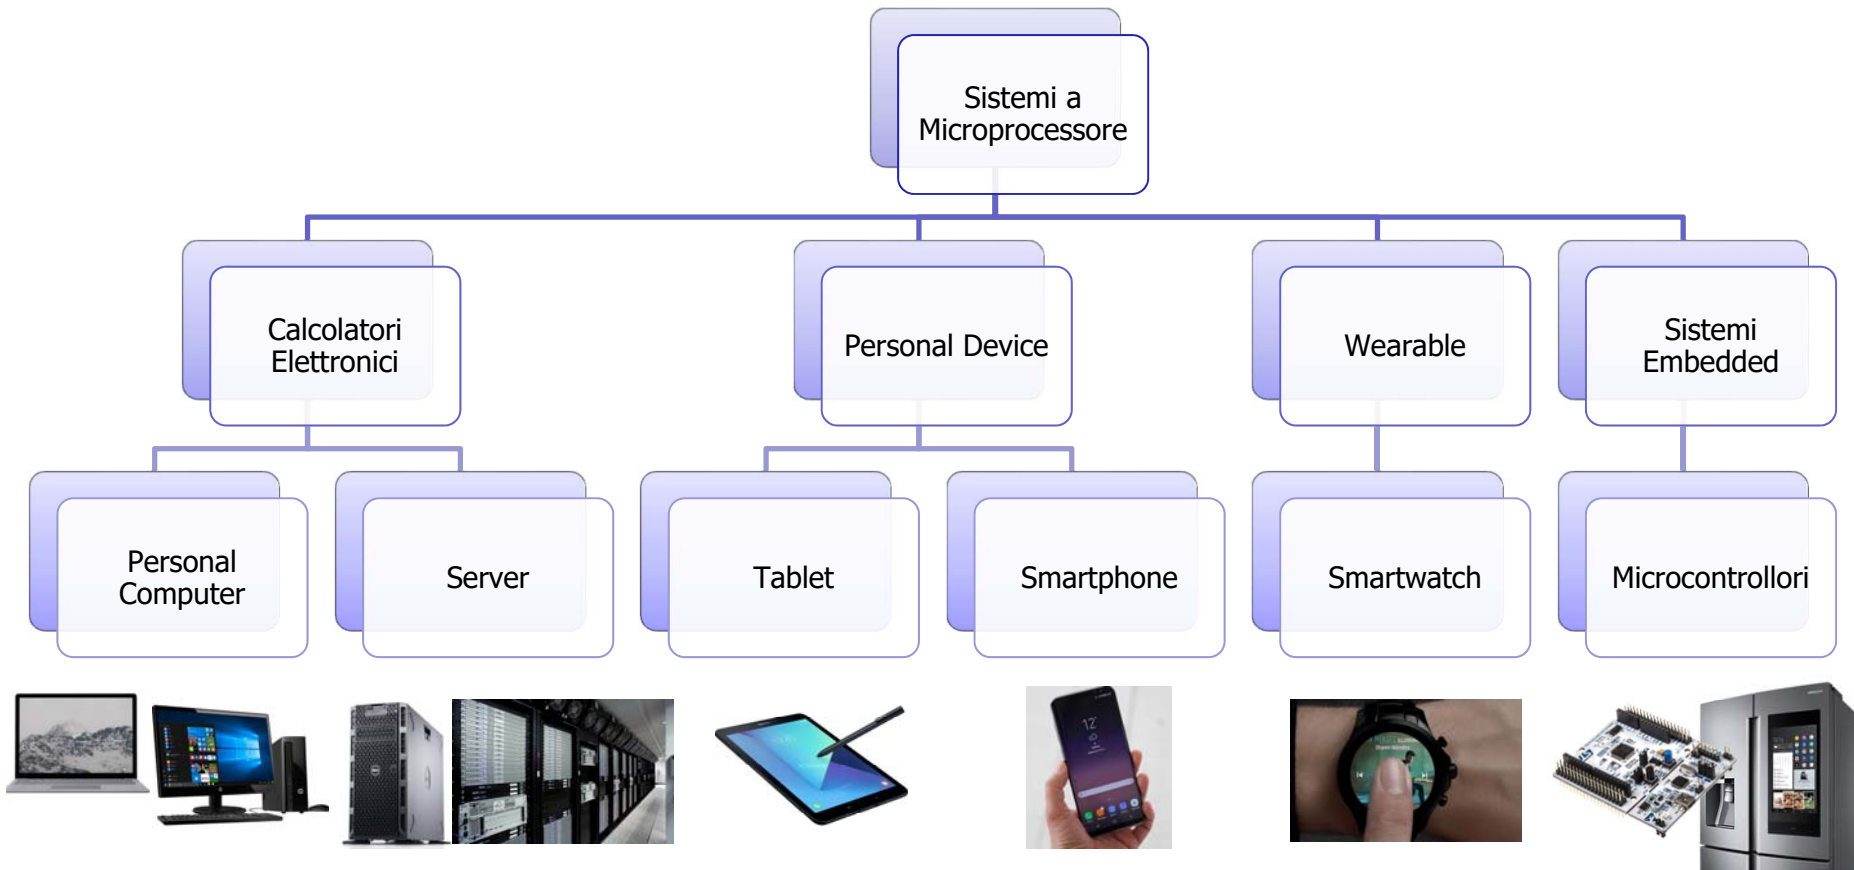 Sistemi a
Microprocessore
Calcolatori
Elettronici
Personal Device
Wearable
Sistemi
Embedded
Personal
Computer
Server
Tablet
Smartphone
Smartwatch
Microcontrollori